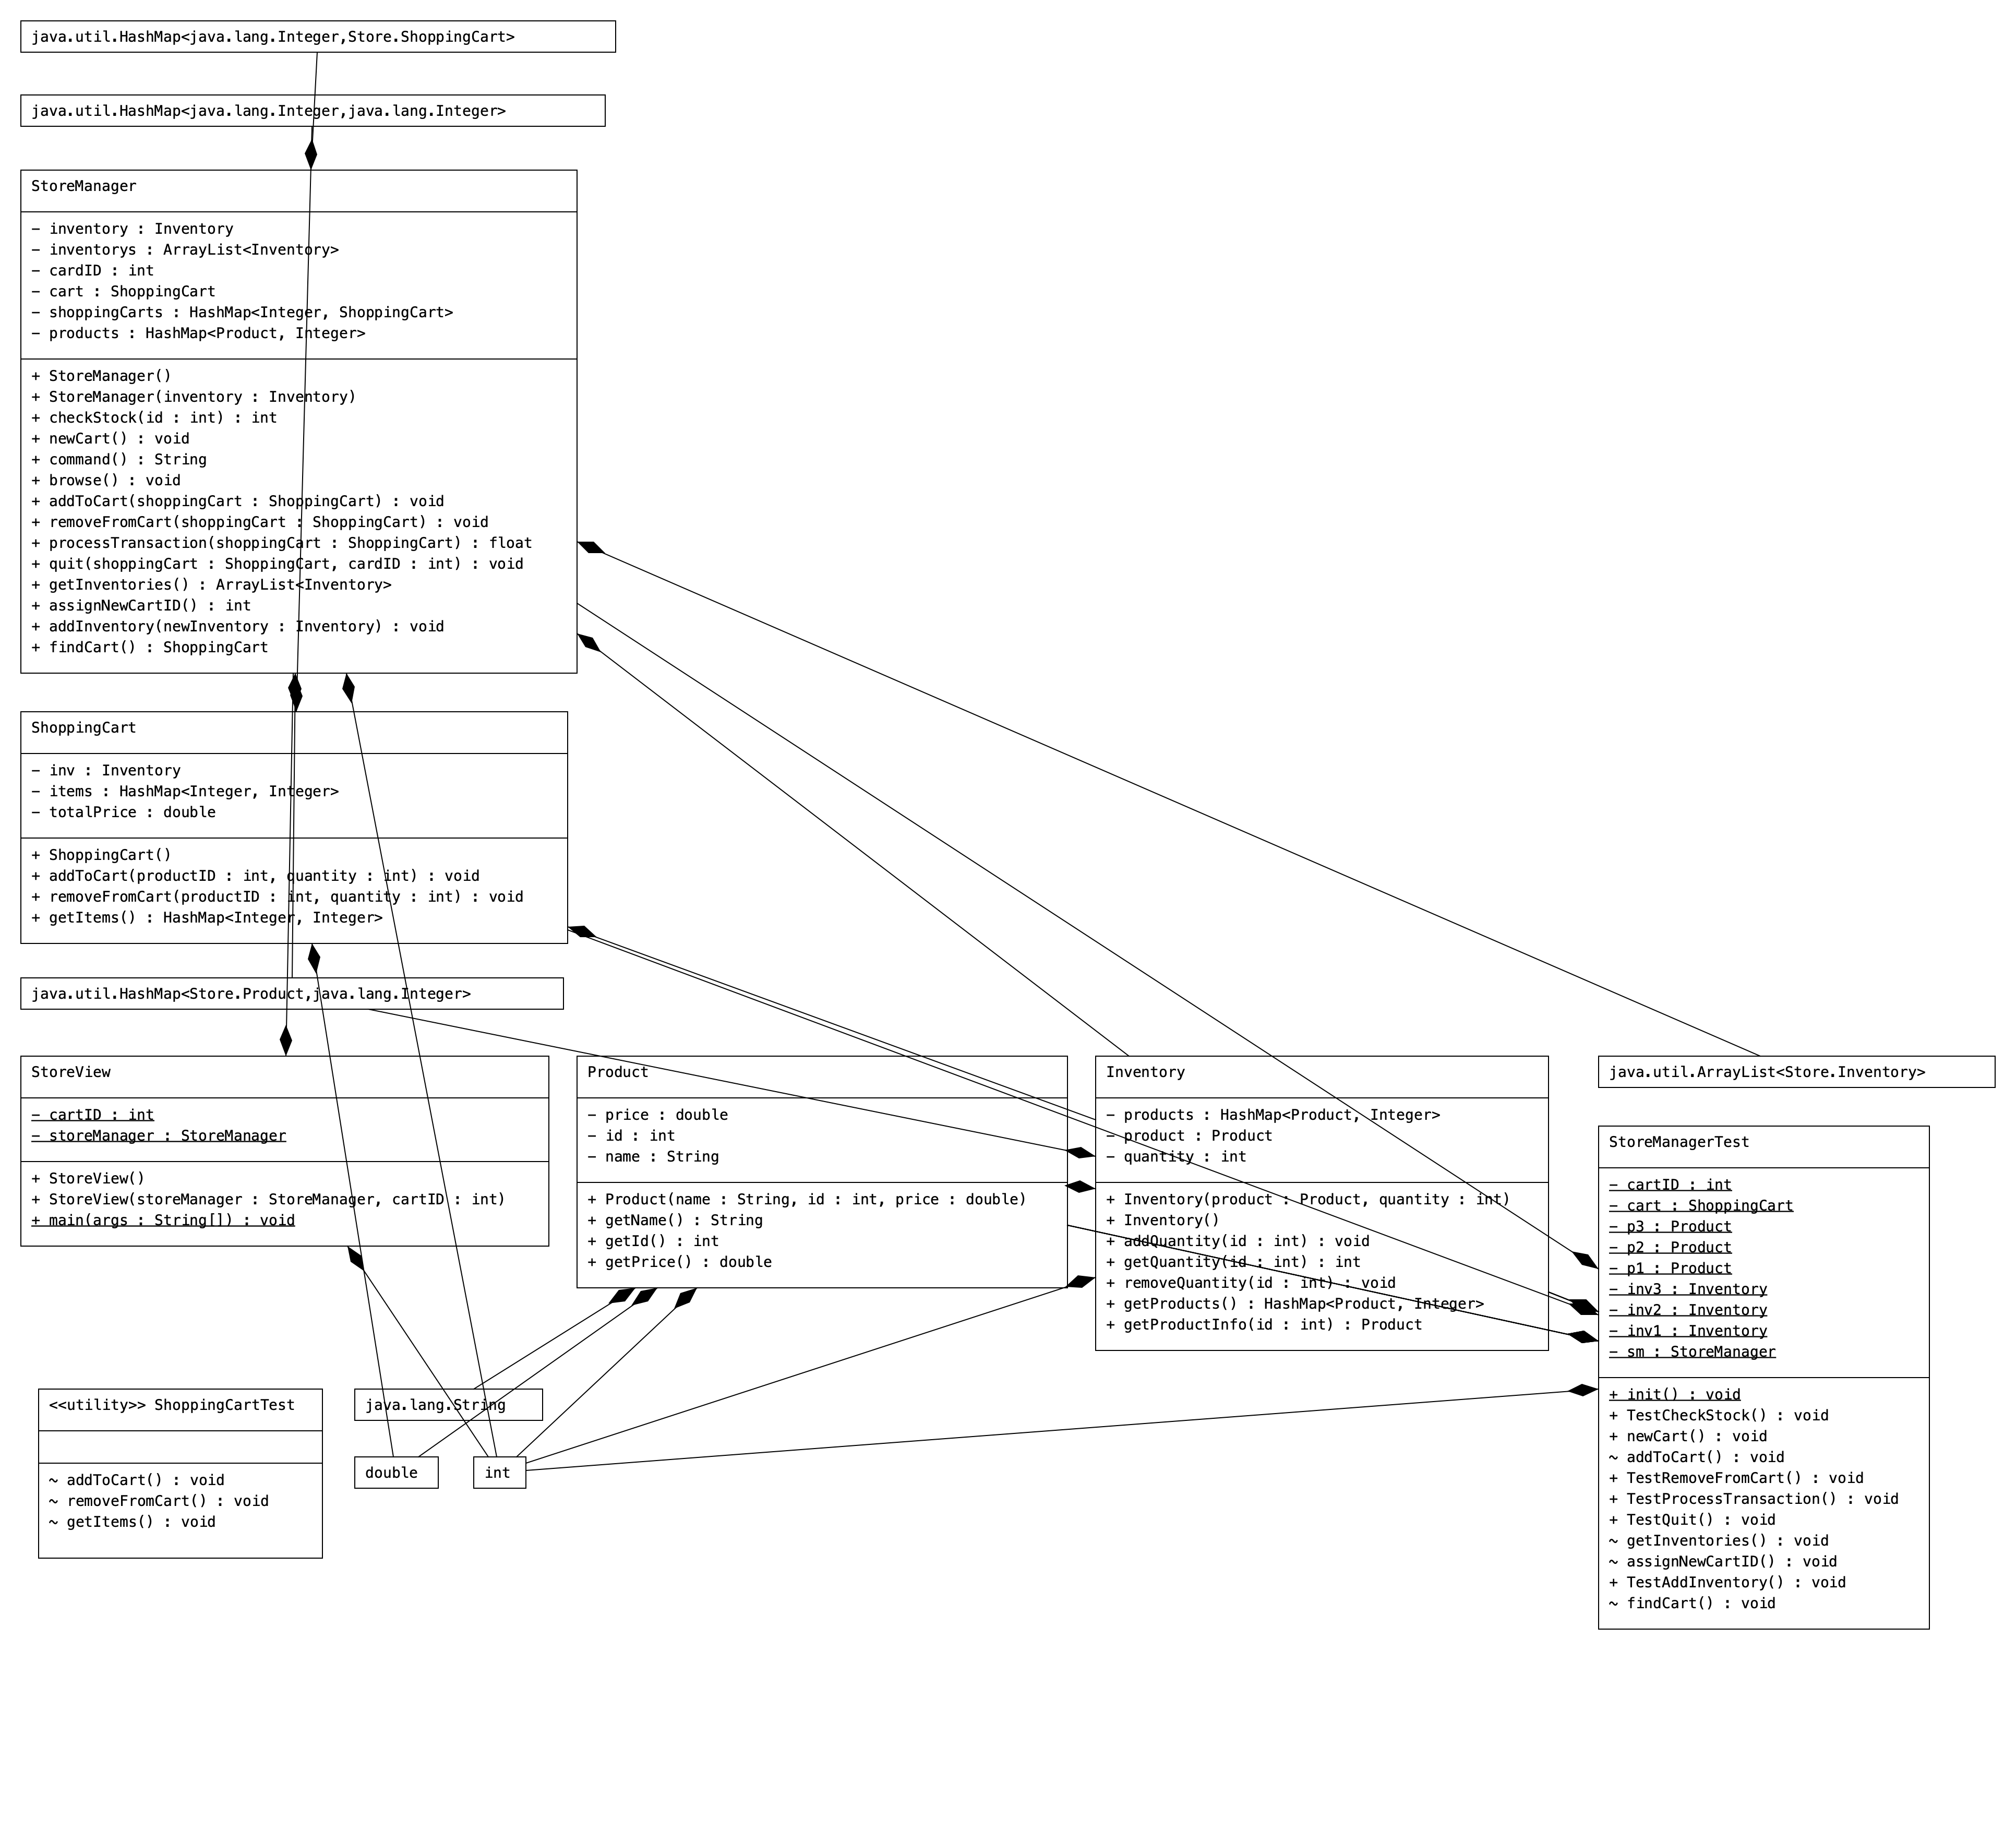 java.util.HashMap<java.lang.Integer,Store.ShoppingCart>
java.util.HashMap<java.lang.Integer,java.lang.Integer>
StoreManager
− inventory : Inventory
− inventorys : ArrayList<Inventory>
− cardID : int
− cart : ShoppingCart
− shoppingCarts : HashMap<Integer, ShoppingCart>
− products : HashMap<Product, Integer>
+ StoreManager()
+ StoreManager(inventory : Inventory)
+ checkStock(id : int) : int
+ newCart() : void
+ command() : String
+ browse() : void
+ addToCart(shoppingCart : ShoppingCart) : void
+ removeFromCart(shoppingCart : ShoppingCart) : void
+ processTransaction(shoppingCart : ShoppingCart) : float
+ quit(shoppingCart : ShoppingCart, cardID : int) : void
+ getInventories() : ArrayList<Inventory>
+ assignNewCartID() : int
+ addInventory(newInventory : Inventory) : void
+ findCart() : ShoppingCart
ShoppingCart
− inv : Inventory
− items : HashMap<Integer, Integer>
− totalPrice : double
+ ShoppingCart()
+ addToCart(productID : int, quantity : int) : void
+ removeFromCart(productID : int, quantity : int) : void
+ getItems() : HashMap<Integer, Integer>
java.util.HashMap<Store.Product,java.lang.Integer>
StoreView
− cartID : int
− storeManager : StoreManager
+ StoreView()
+ StoreView(storeManager : StoreManager, cartID : int)
+ main(args : String[]) : void
Product
− price : double
− id : int
− name : String
+ Product(name : String, id : int, price : double)
+ getName() : String
+ getId() : int
+ getPrice() : double
Inventory
− products : HashMap<Product, Integer>
− product : Product
− quantity : int
+ Inventory(product : Product, quantity : int)
+ Inventory()
+ addQuantity(id : int) : void
+ getQuantity(id : int) : int
+ removeQuantity(id : int) : void
+ getProducts() : HashMap<Product, Integer>
+ getProductInfo(id : int) : Product
java.util.ArrayList<Store.Inventory>
StoreManagerTest
− cartID : int
− cart : ShoppingCart
− p3 : Product
− p2 : Product
− p1 : Product
− inv3 : Inventory
− inv2 : Inventory
− inv1 : Inventory
− sm : StoreManager
+ init() : void
+ TestCheckStock() : void
+ newCart() : void
~ addToCart() : void
+ TestRemoveFromCart() : void
+ TestProcessTransaction() : void
+ TestQuit() : void
~ getInventories() : void
~ assignNewCartID() : void
+ TestAddInventory() : void
~ findCart() : void
<<utility>> ShoppingCartTest
~ addToCart() : void
~ removeFromCart() : void
~ getItems() : void
java.lang.String
double
int